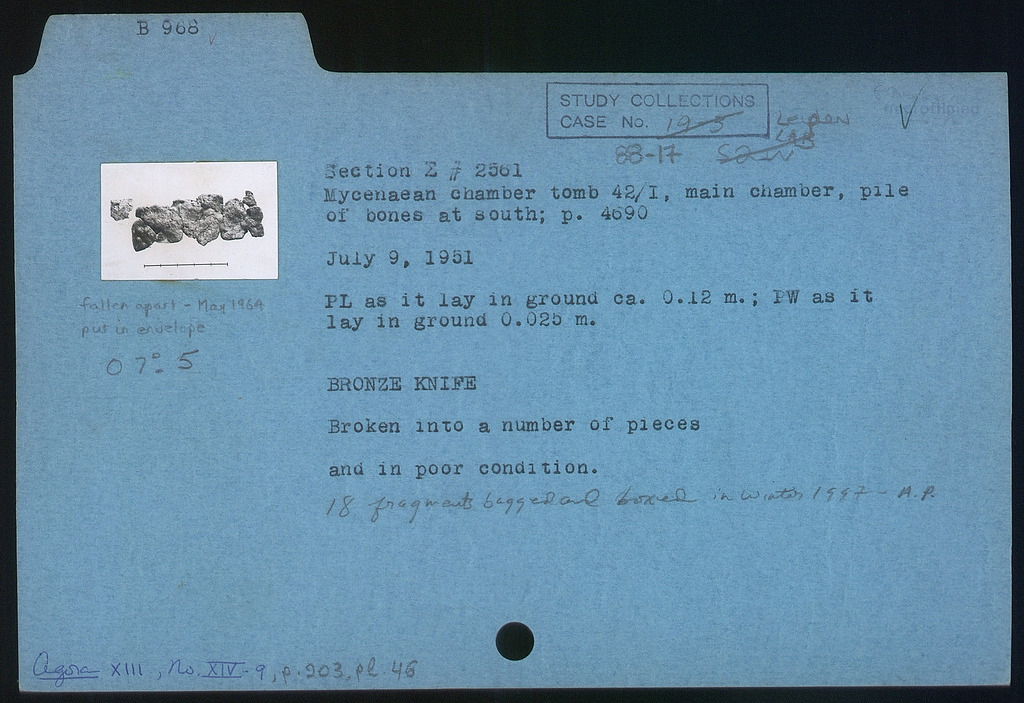 B 968
STUDY COLLECTIONS
CASE No. 19-5
Leyden
88-17
Section Σ # 2561
Mycenaean chamber tomb 42/I, main chamber, pile
of bones at south; p. 4690
July 9, 1951
PL as it lay in ground ca. 0.12 m.; PW as it
lay in ground 0.025 m.
fallen apart - May 1964
put in envelope
07:5
BRONZE KNIFE
Broken into a number of pieces
and in poor condition.
18 fragments bagged and boxed in winter 1997 - A.P.
Agora XIII, No. XIV-9, p. 203, pl. 46